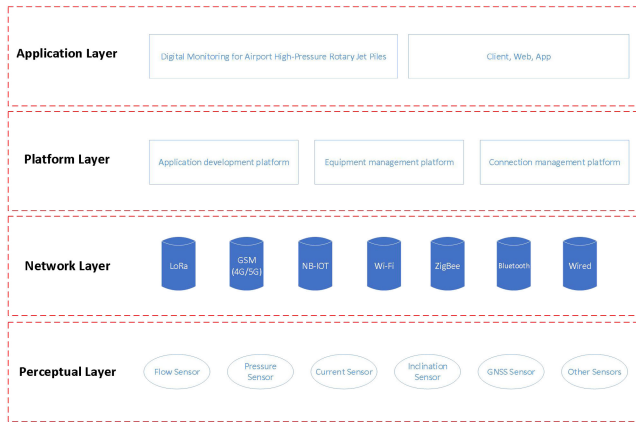 Application Layer
Digital Monitoring for Airport High-Pressure Rotary Jet Piles
Client, Web, App
Platform Layer
Application development platform
Equipment management platform
Connection management platform
Network Layer
LoRa
GSM
(4G/5G)
NB-IOT
Wi-Fi
ZigBee
Bluetooth
Wired
Perceptual Layer
Flow Sensor
Pressure
Sensor
Current Sensor
Inclination
Sensor
GNSS Sensor
Other Sensors